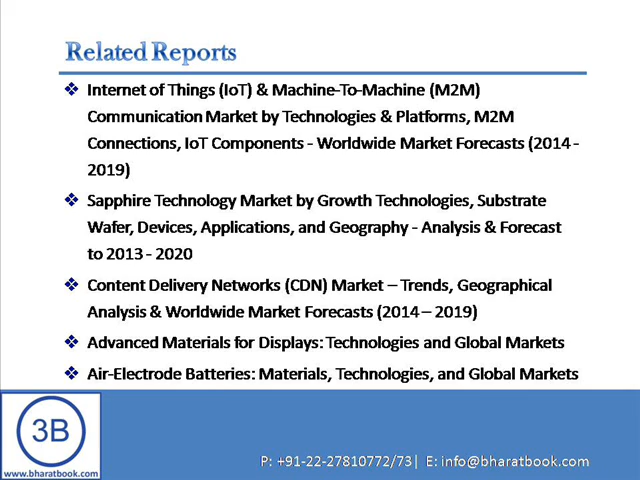 Related Reports
❖ Internet of Things (IoT) & Machine-To-Machine (M2M)
Communication Market by Technologies & Platforms, M2M
Connections, IoT Components - Worldwide Market Forecasts (2014 -
2019)
❖ Sapphire Technology Market by Growth Technologies, Substrate
Wafer, Devices, Applications, and Geography - Analysis & Forecast
to 2013 - 2020
❖ Content Delivery Networks (CDN) Market – Trends, Geographical
Analysis & Worldwide Market Forecasts (2014 – 2019)
❖ Advanced Materials for Displays: Technologies and Global Markets
❖ Air-Electrode Batteries: Materials, Technologies, and Global Markets
3B
www.bharatbook.com
P: +91-22-27810772/73| E: info@bharatbook.com